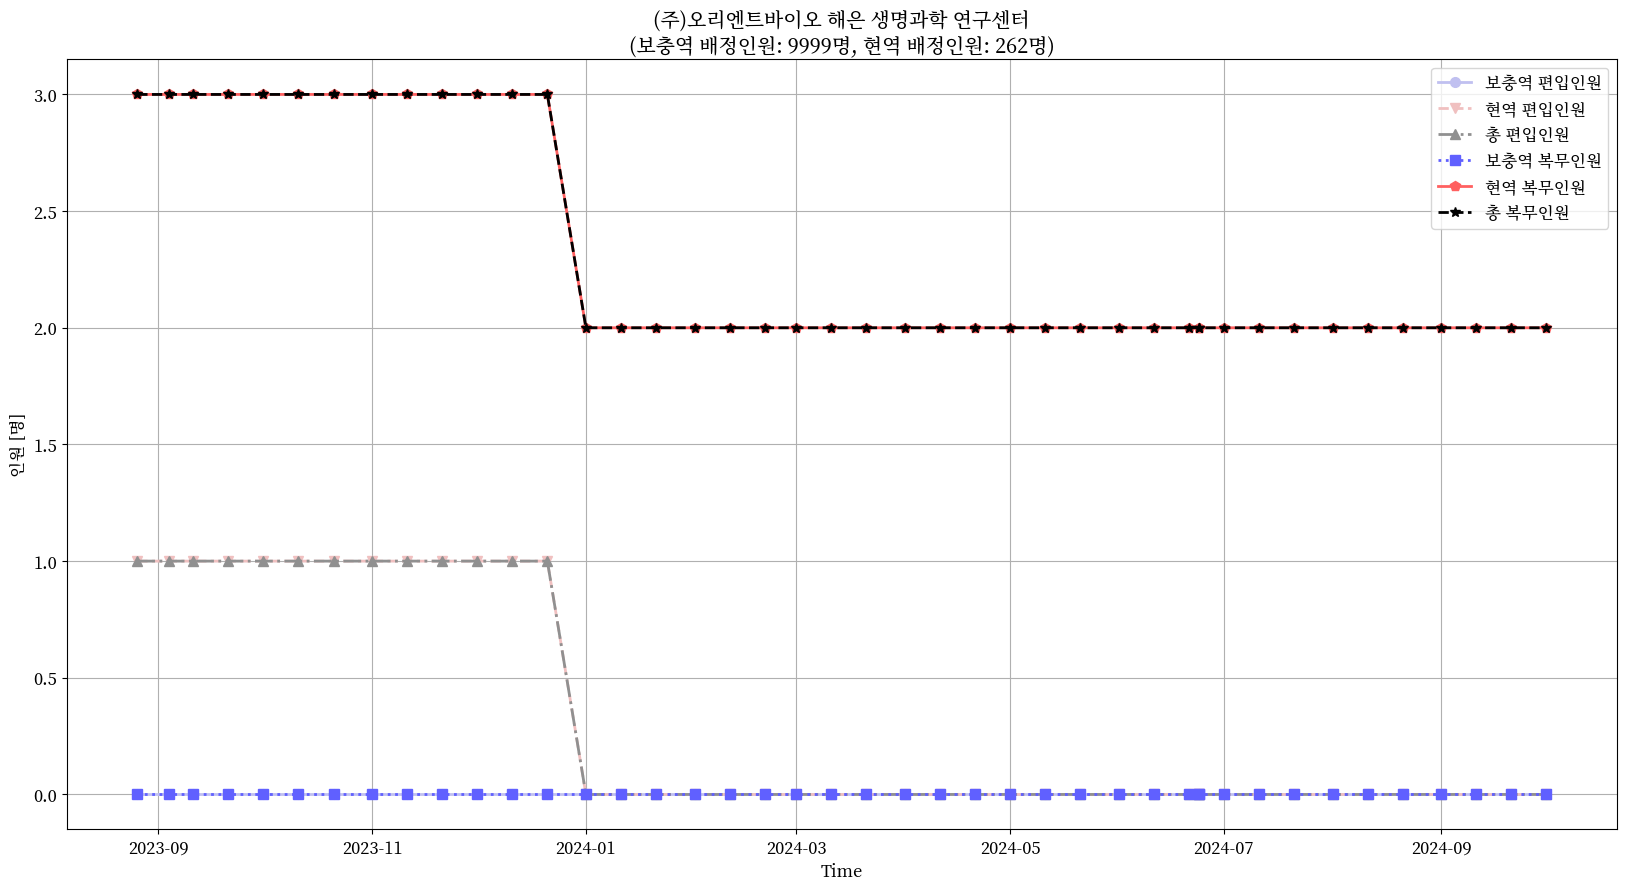 (주)오리엔트바이오 해은 생명과학 연구센터
(보충역 배정인원: 9999명, 현역 배정인원: 262명)
보충역 편입인원
현역 편입인원
총 편입인원
보충역 복무인원
현역 복무인원
총 복무인원
인원 [명]
3.0
2.5
2.0
1.5
1.0
0.5
0.0
2023-09
2023-11
2024-01
2024-03
2024-05
2024-07
2024-09
Time